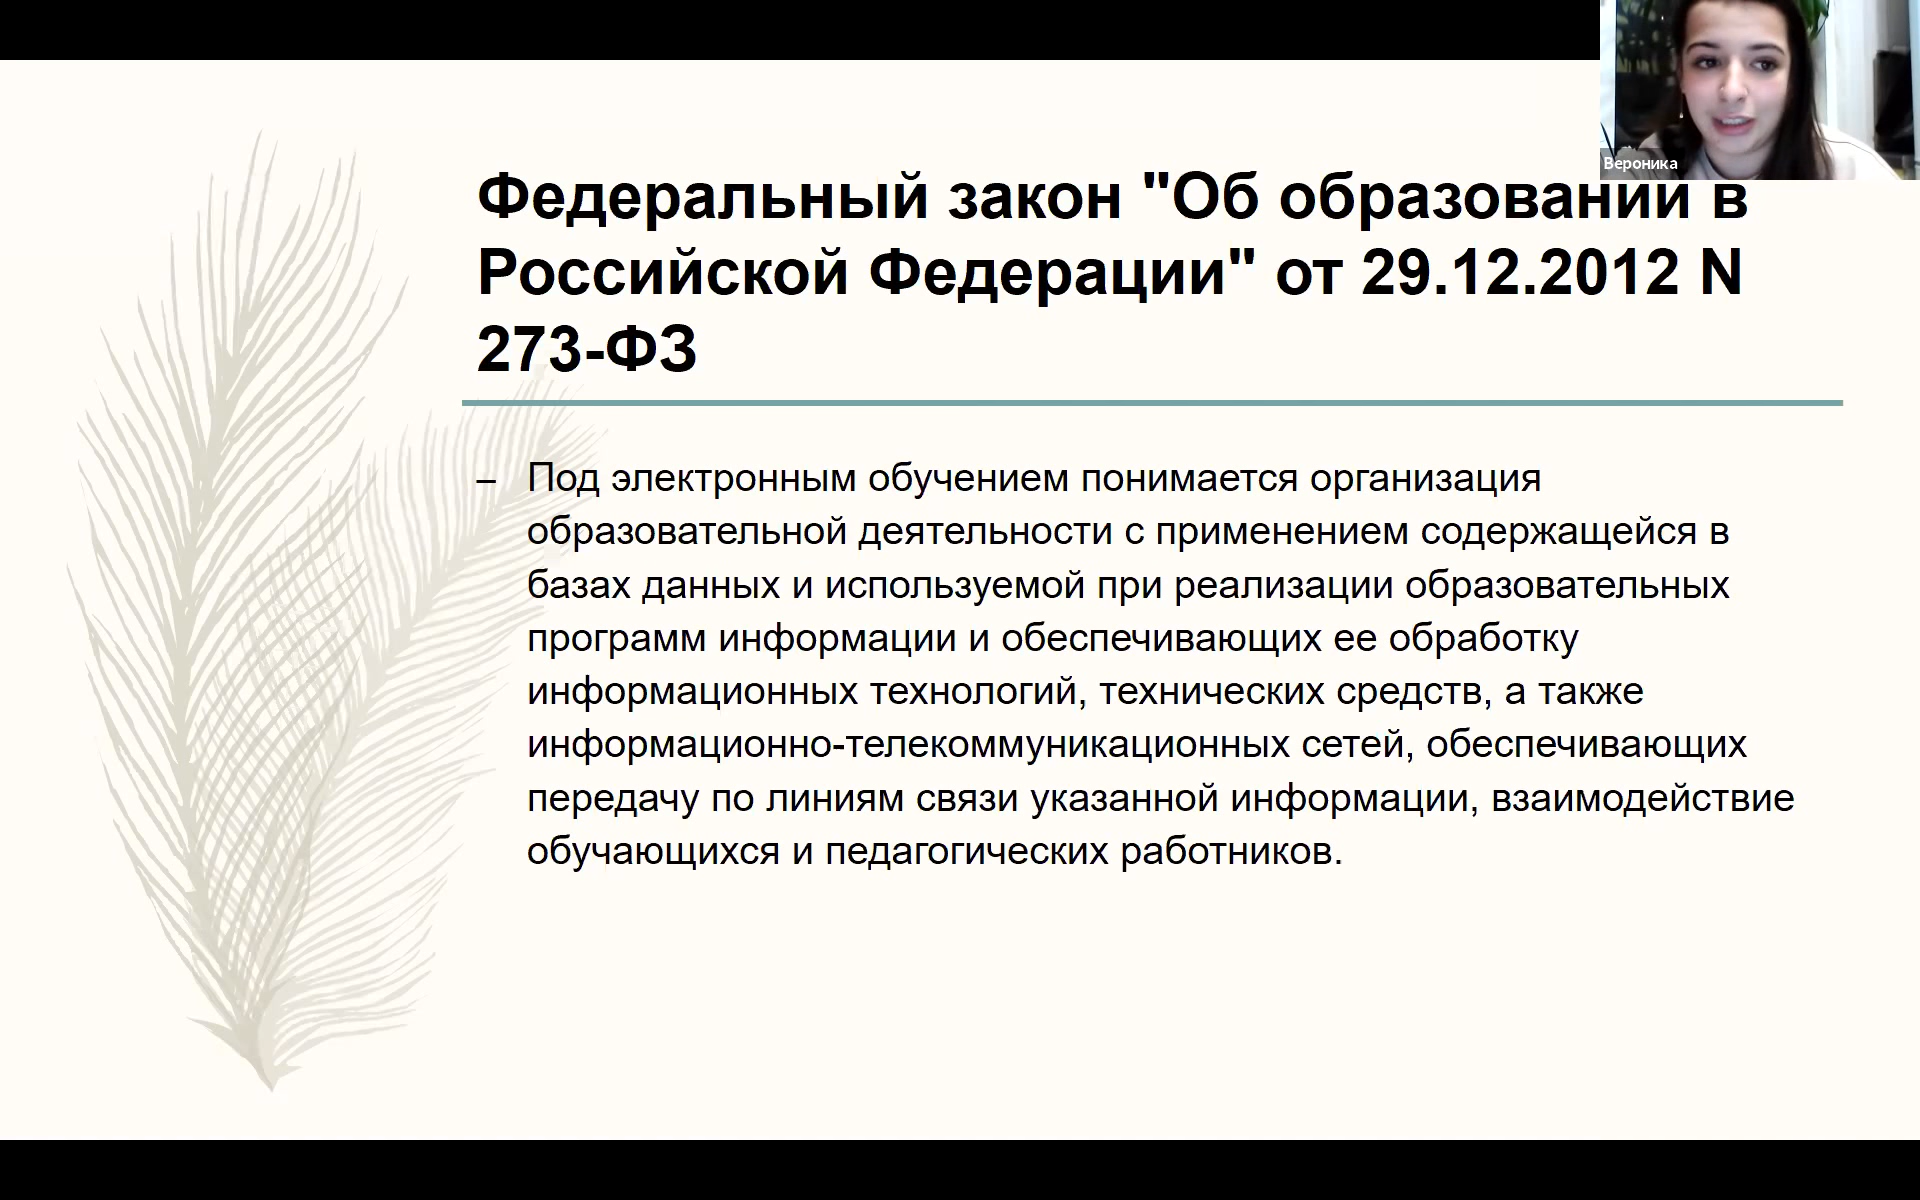 Вероника
Федеральный закон "Об образовании в
Российской Федерации" от 29.12.2012 N
273-ФЗ
– Под электронным обучением понимается организация
образовательной деятельности с применением содержащейся в
базах данных и используемой при реализации образовательных
программ информации и обеспечивающих ее обработку
информационных технологий, технических средств, а также
информационно-телекоммуникационных сетей, обеспечивающих
передачу по линиям связи указанной информации, взаимодействие
обучающихся и педагогических работников.